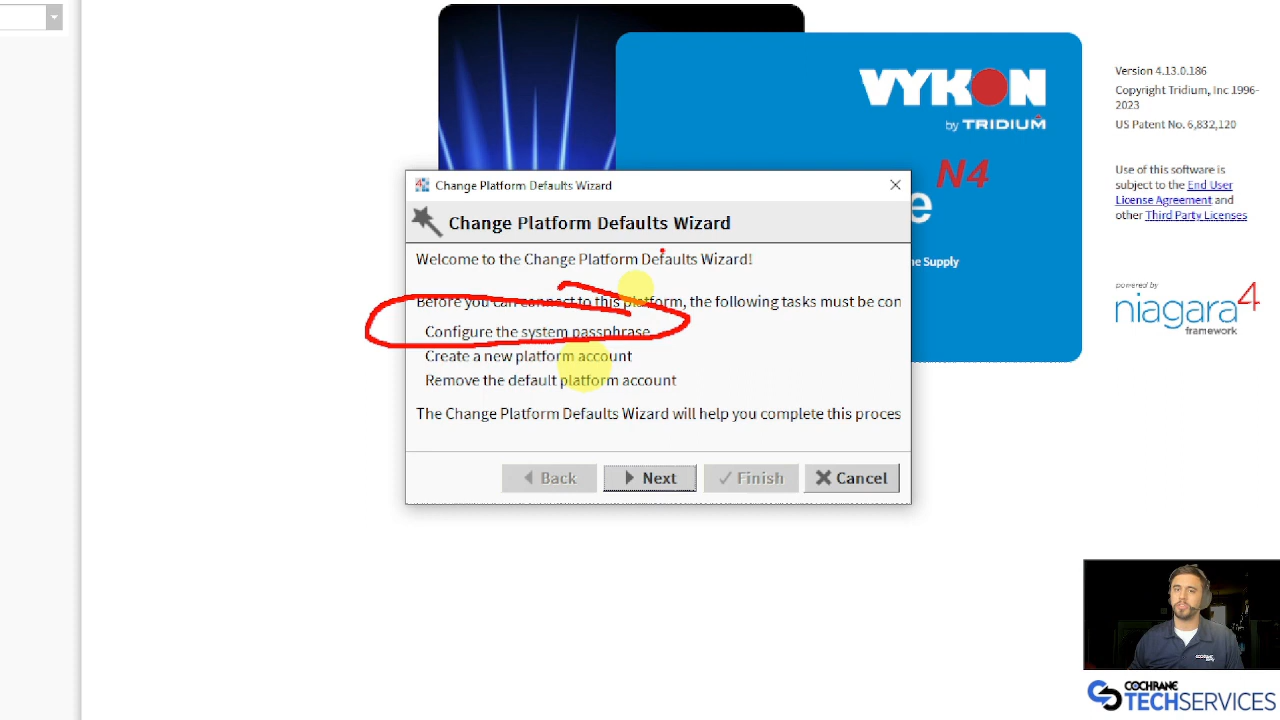 VYKON
by TRIDIUM
N4
e
ne Supply
Version 4.13.0.186
Copyright Tridium, Inc 1996-
2023
US Patent No. 6,832,120
Use of this software is
subject to the End User
License Agreement and
other Third Party Licenses
powered by
niagara4
framework
Change Platform Defaults Wizard
Change Platform Defaults Wizard
Welcome to the Change Platform Defaults Wizard!
Before you can connect to this platform, the following tasks must be con
Configure the system passphrase
Create a new platform account
Remove the default platform account
The Change Platform Defaults Wizard will help you complete this proces
Back
Next
Finish
Cancel
COCHRANE
TECHSERVICES